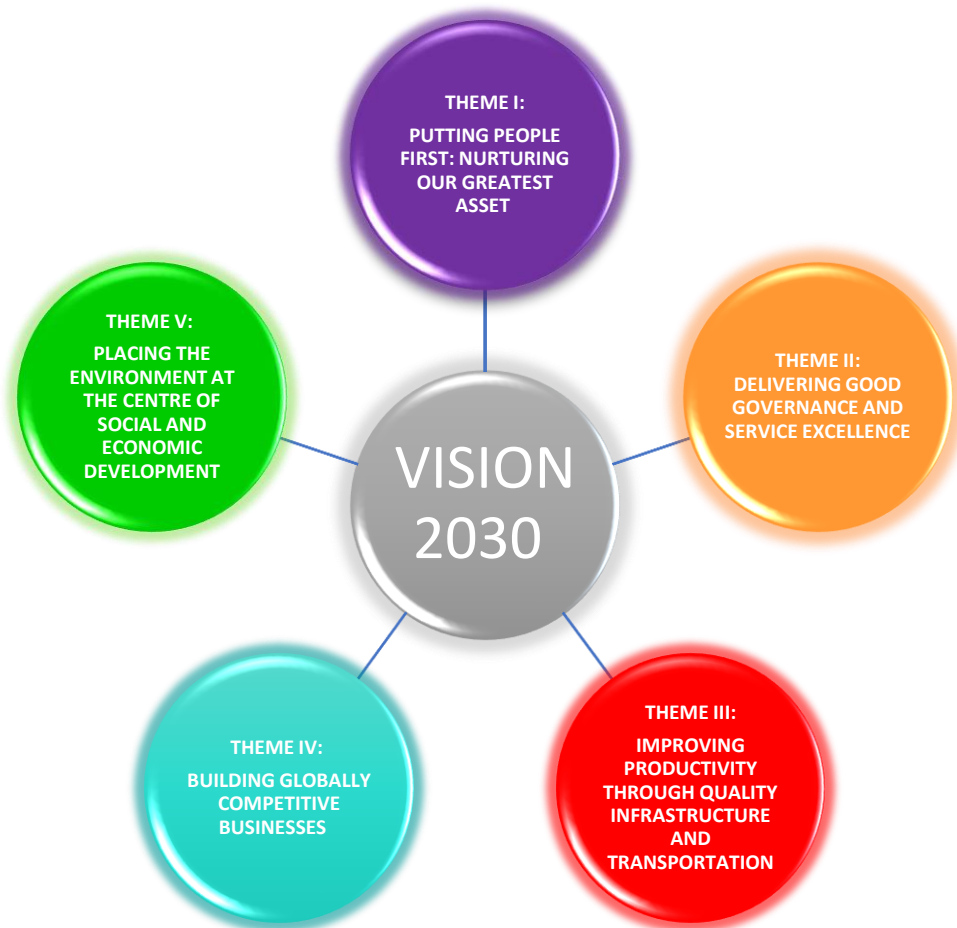 THEME I:
PUTTING PEOPLE
FIRST: NURTURING
OUR GREATEST
ASSET
THEME II:
DELIVERING GOOD
GOVERNANCE AND
SERVICE EXCELLENCE
THEME III:
IMPROVING
PRODUCTIVITY
THROUGH QUALITY
INFRASTRUCTURE
AND
TRANSPORTATION
THEME IV:
BUILDING GLOBALLY
COMPETITIVE
BUSINESSES
THEME V:
PLACING THE
ENVIRONMENT AT
THE CENTRE OF
SOCIAL AND
ECONOMIC
DEVELOPMENT
VISION
2030